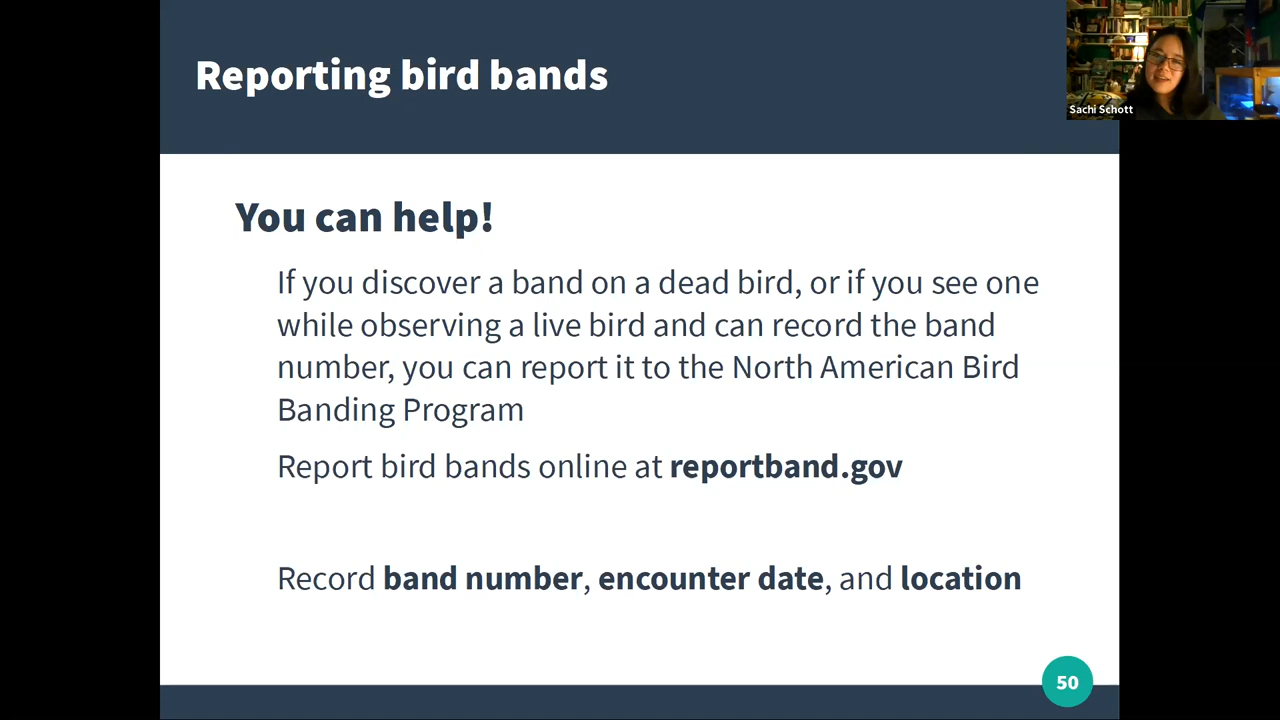 Reporting bird bands
Sachi Schott
You can help!
If you discover a band on a dead bird, or if you see one
while observing a live bird and can record the band
number, you can report it to the North American Bird
Banding Program
Report bird bands online at reportband.gov
Record band number, encounter date, and location
50